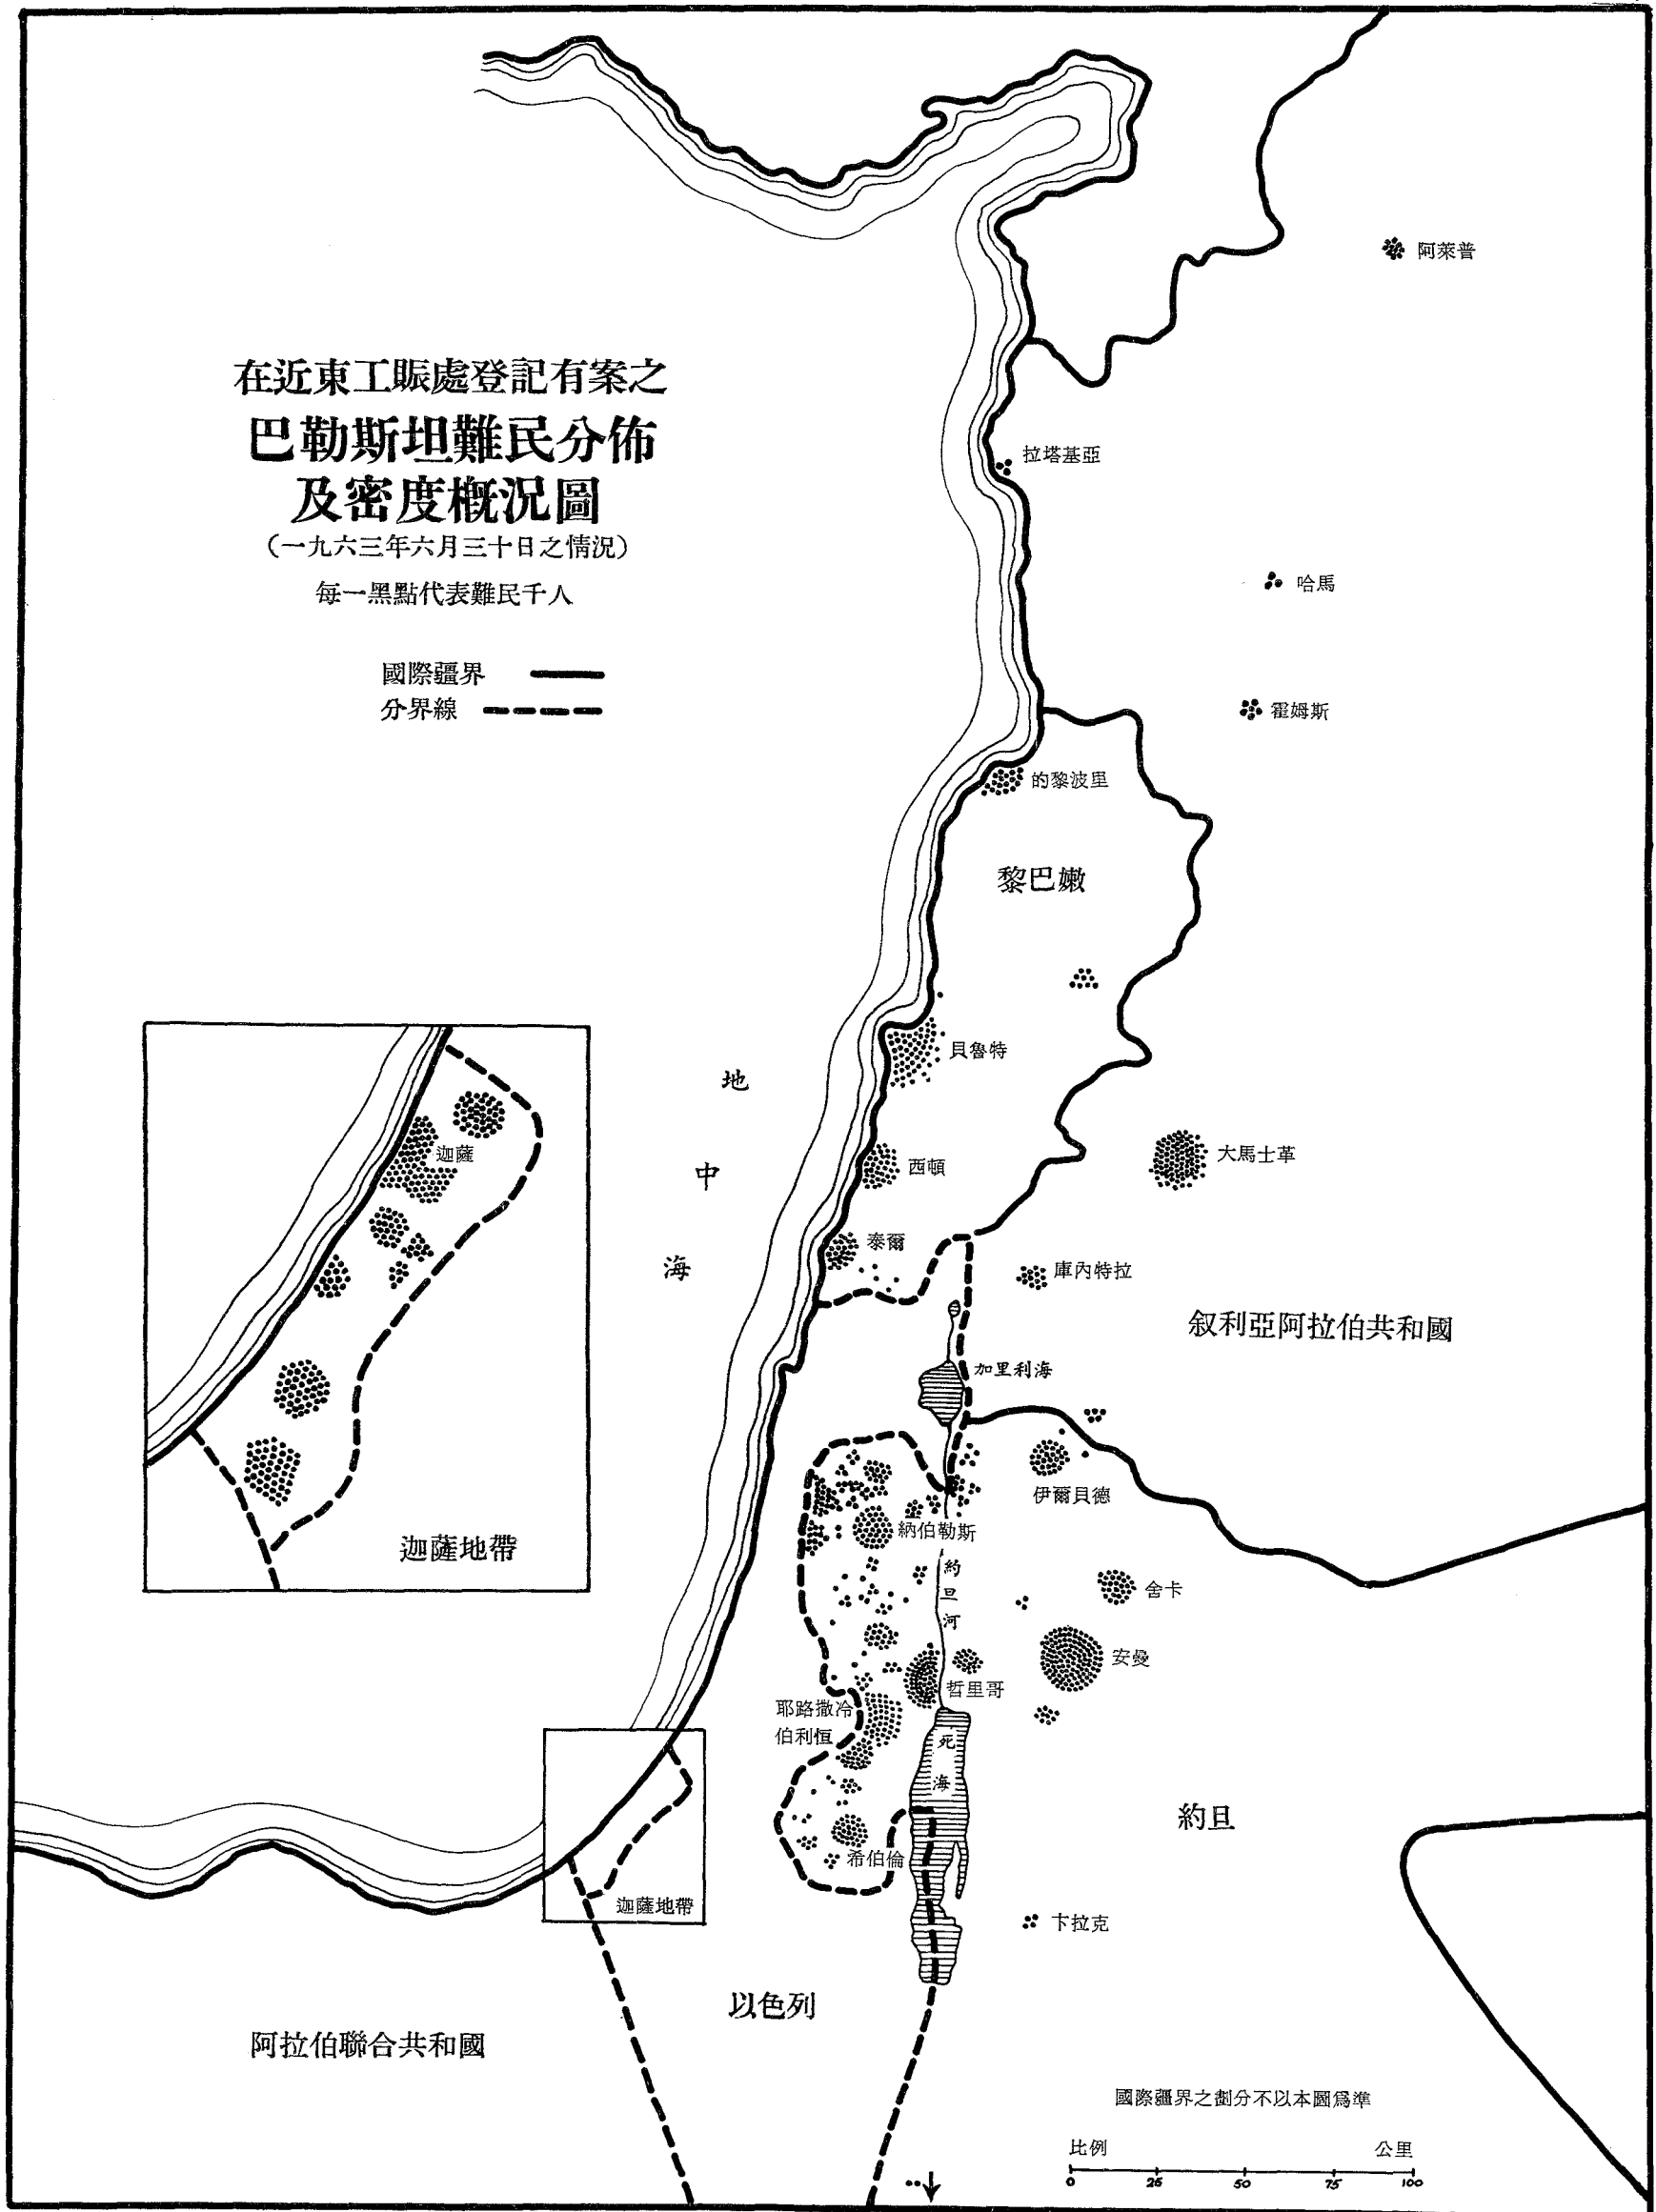 在近東工賑處登記有案之
巴勒斯坦難民分佈
及密度概況圖
(一九六三年六月三十日之情況)
每一黑點代表難民千人
國際疆界
分界線
阿萊普
拉塔基亞
哈馬
霍姆斯
的黎波里
黎巴嫩
貝魯特
地中海
西頓
大馬士革
泰爾
庫內特拉
叙利亞阿拉伯共和國
加里利海
伊爾貝德
納伯勒斯
約旦河
舍卡
安曼
哲里哥
耶路撒冷
伯利恒
死海
希伯倫
約旦
卞拉克
迦薩
迦薩地帶
迦薩地帶
以色列
阿拉伯聯合共和國
國際疆界之劃分不以本圖爲準
比例 公里
0 25 50 75 100